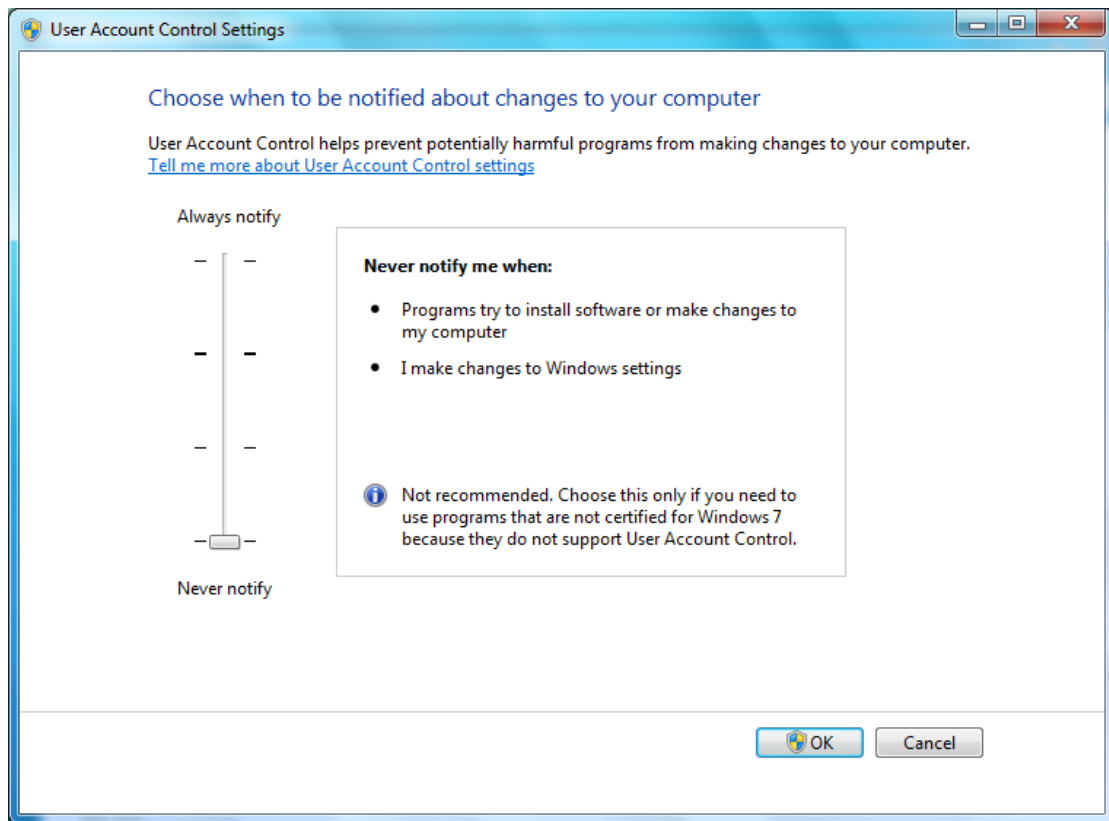 User Account Control Settings
Choose when to be notified about changes to your computer
User Account Control helps prevent potentially harmful programs from making changes to your computer.
Tell me more about User Account Control settings
Always notify
Never notify me when:
Programs try to install software or make changes to
my computer
I make changes to Windows settings
Not recommended. Choose this only if you need to
use programs that are not certified for Windows 7
because they do not support User Account Control.
Never notify
OK
Cancel